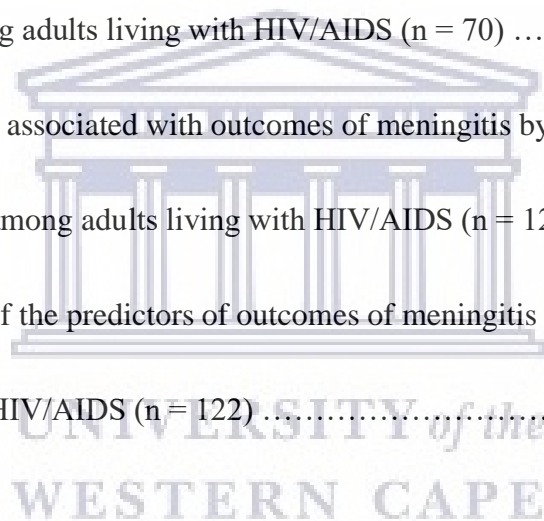 g adults living with HIV/AIDS (n = 70) …
associated with outcomes of meningitis by
among adults living with HIV/AIDS (n = 12
f the predictors of outcomes of meningitis
HIV/AIDS (n = 122) ……………………
UNIVERSITY of the
WESTERN CAPE